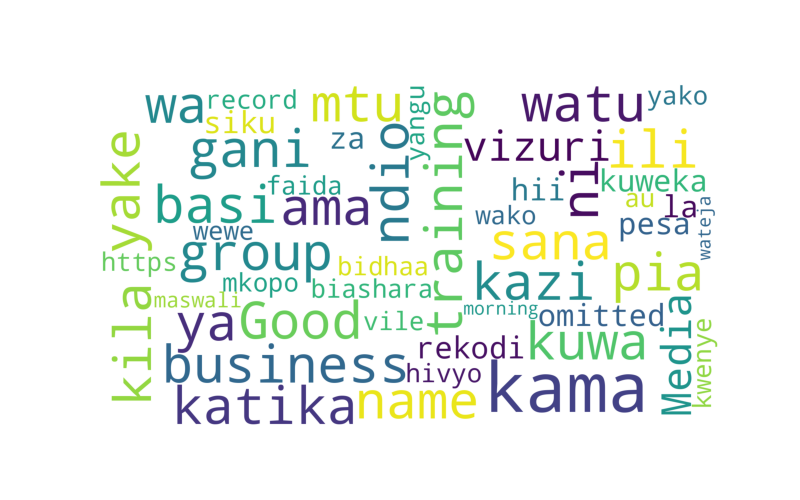 wa
record
mtu
yangu
watu
yako
siku
gani
za
ndio
training
vizuri
ili
kila
yake
basi
faida
ama
hii
ni
kuweka
au
la
wewe
wako
pesa
wateja
https
group
bidhaa
sana
mkopo
biashara
kazi
pia
maswali
ya
Good
vile
morning
omitted
Media
kwenye
business
rekodi
kuwa
hivyo
katika
name
kama